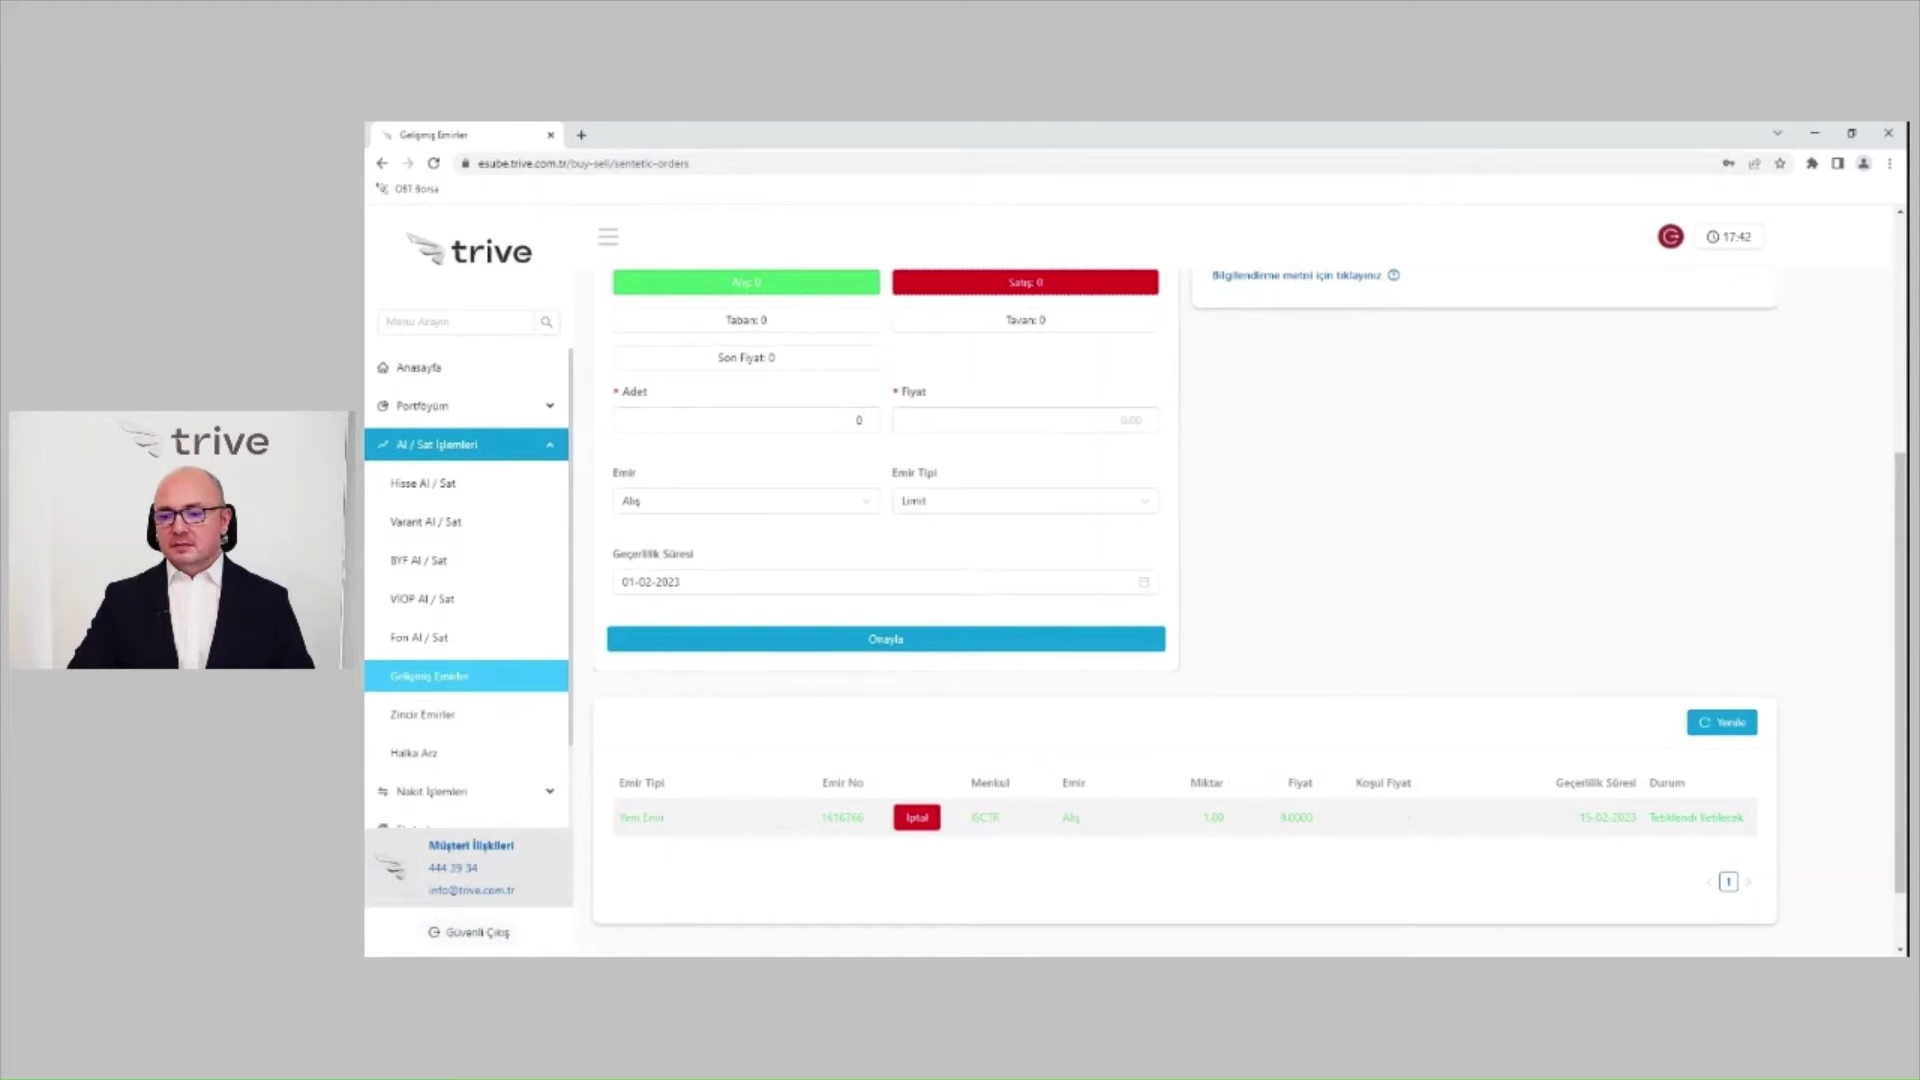 Gelişmiş Emirler
esube.trive.com.tr/buy-sell/sentetic-orders
OBT Borsa
trive
17:42
Menü Arayın
Anasayfa
Portföyüm
Al / Sat İşlemleri
Hisse Al / Sat
Varant Al / Sat
BYF Al / Sat
VİOP Al / Sat
Fon Al / Sat
Gelişmiş Emirler
Zincir Emirler
Halka Arz
Nakit İşlemleri
Müşteri İlişkileri
444 39 34
info@trive.com.tr
Güvenli Çıkış
trive
Alış: 0 Satış: 0
Bilgilendirme metni için tıklayınız
Taban: 0 Tavan: 0
Son Fiyat: 0
* Adet * Fiyat
0 0.00
Emir Emir Tipi
Alış Limit
Geçerlilik Süresi
01-02-2023
Onayla
Yenile
Emir Tipi Emir No Menkul Emir Miktar Fiyat Koşul Fiyat Geçerlilik Süresi Durum
Yeni Emir 1616766 İptal ISCTR Alış 1.00 9.0000 - 15-02-2023 Tetiklendi İletilecek
1